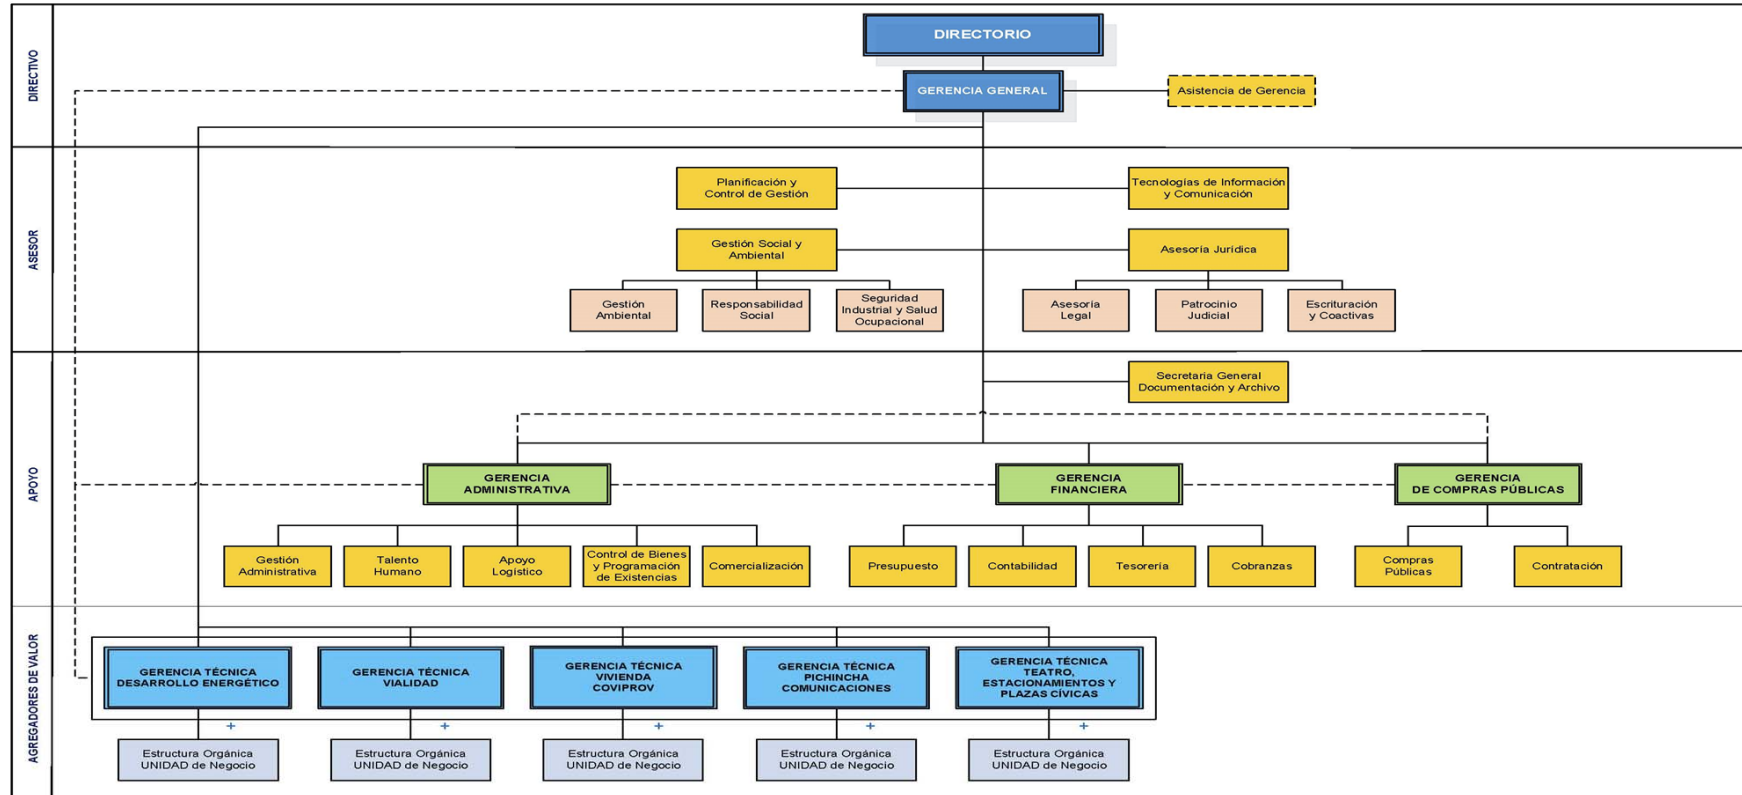 DIRECTIVO
DIRECTORIO
GERENCIA GENERAL
Asistencia de Gerencia
ASESOR
Planificación y
Control de Gestión
Tecnologías de Información
y Comunicación
Gestión Social y
Ambiental
Asesoría Jurídica
Gestión
Ambiental
Responsabilidad
Social
Seguridad
Industrial y Salud
Ocupacional
Asesoría
Legal
Patrocinio
Judicial
Escrituración
y Coactivas
APOYO
Secretaria General
Documentación y Archivo
GERENCIA
ADMINISTRATIVA
GERENCIA
FINANCIERA
GERENCIA
DE COMPRAS PÚBLICAS
Gestión
Administrativa
Talento
Humano
Apoyo
Logístico
Control de Bienes
y Programación
de Existencias
Comercialización
Presupuesto
Contabilidad
Tesorería
Cobranzas
Compras
Públicas
Contratación
AGREGADORES DE VALOR
GERENCIA TÉCNICA
DESARROLLO ENERGÉTICO
GERENCIA TÉCNICA
VIALIDAD
GERENCIA TÉCNICA
VIVIENDA
COVIPROV
GERENCIA TÉCNICA
PICHINCHA
COMUNICACIONES
GERENCIA TÉCNICA
TEATRO,
ESTACIONAMIENTOS Y
PLAZAS CÍVICAS
+
+
+
+
+
Estructura Orgánica
UNIDAD de Negocio
Estructura Orgánica
UNIDAD de Negocio
Estructura Orgánica
UNIDAD de Negocio
Estructura Orgánica
UNIDAD de Negocio
Estructura Orgánica
UNIDAD de Negocio